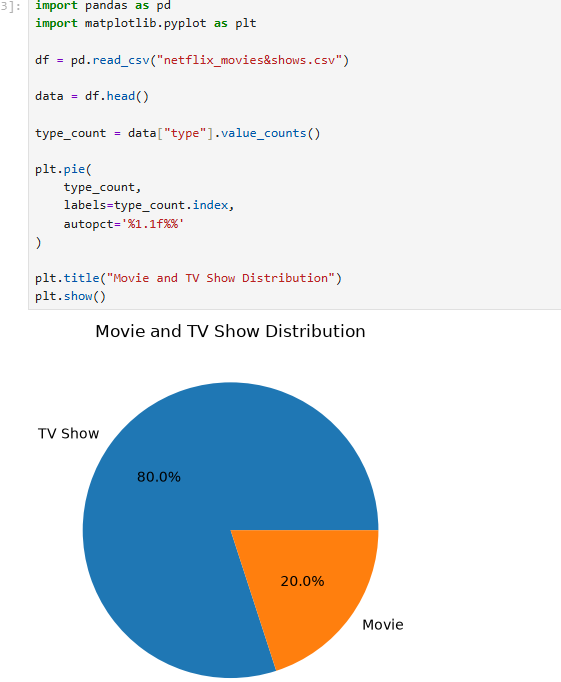 3]:
import pandas as pd
import matplotlib.pyplot as plt
df = pd.read_csv("netflix_movies&shows.csv")
data = df.head()
type_count = data["type"].value_counts()
plt.pie(
    type_count,
    labels=type_count.index,
    autopct='%1.1f%%'
)
plt.title("Movie and TV Show Distribution")
plt.show()
Movie and TV Show Distribution
TV Show
80.0%
20.0%
Movie